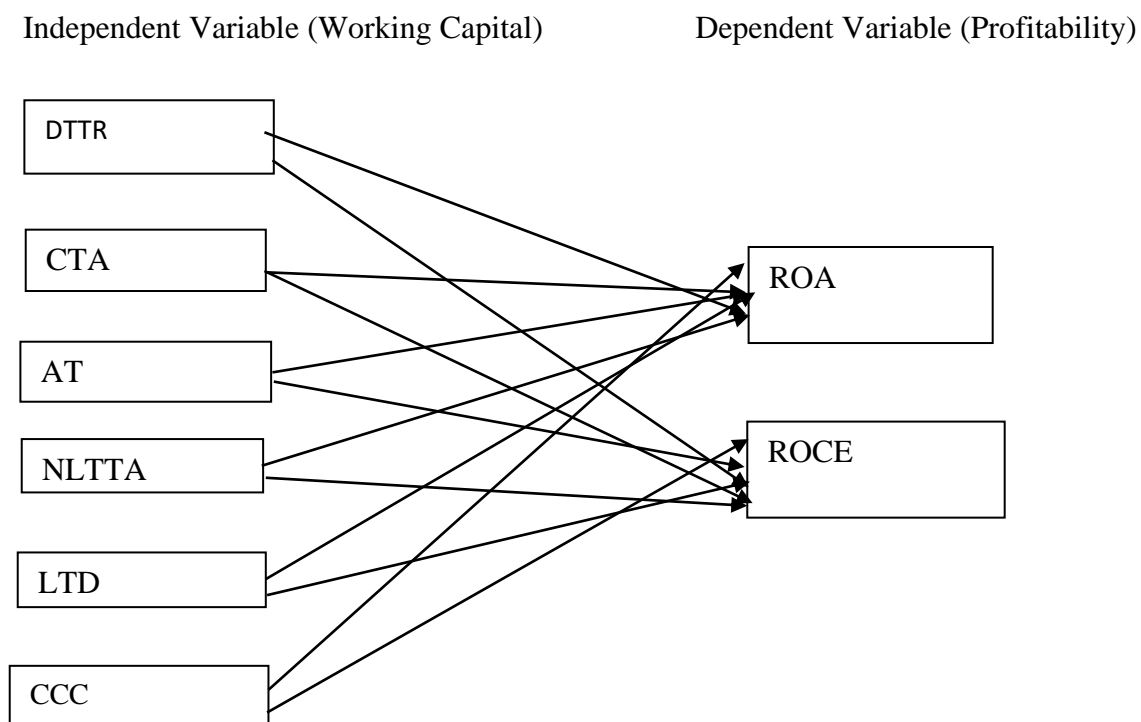 Independent Variable (Working Capital)
Dependent Variable (Profitability)
DTTR
CTA
AT
NLTTA
LTD
CCC
ROA
ROCE